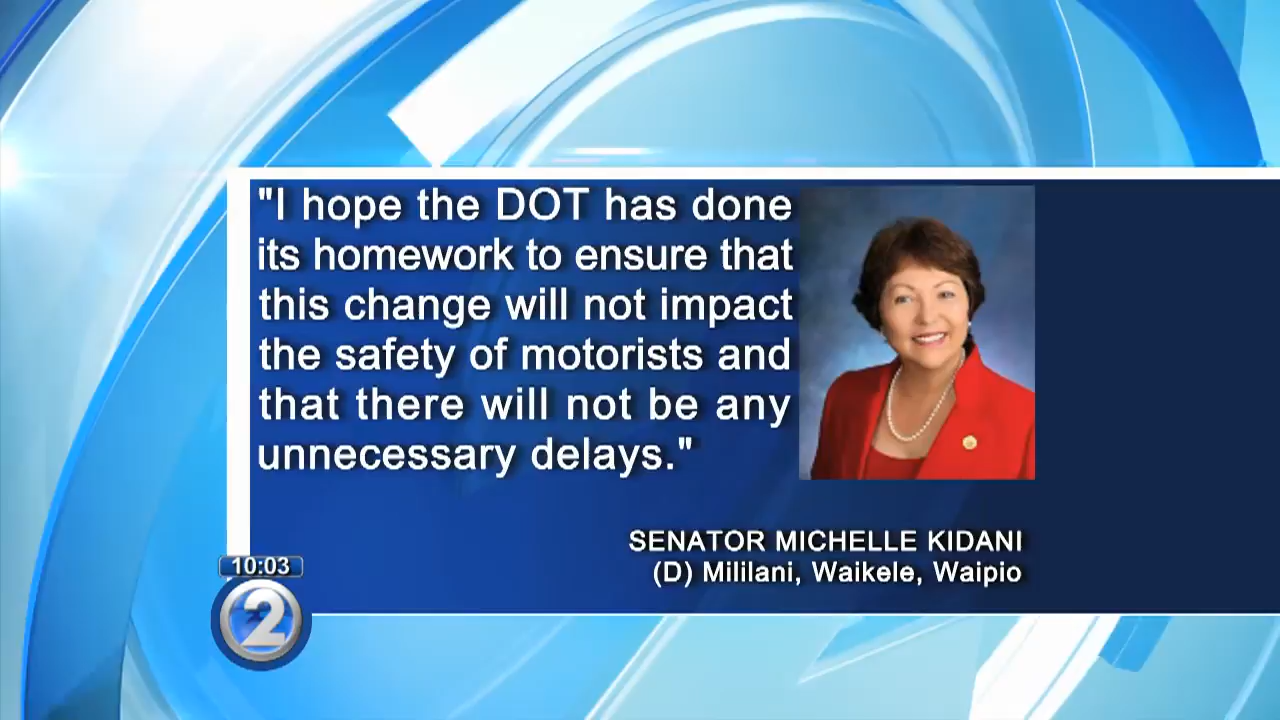 "I hope the DOT has done
its homework to ensure that
this change will not impact
the safety of motorists and
that there will not be any
unnecessary delays."
SENATOR MICHELLE KIDANI
(D) Mililani, Waikele, Waipio
10:03
2